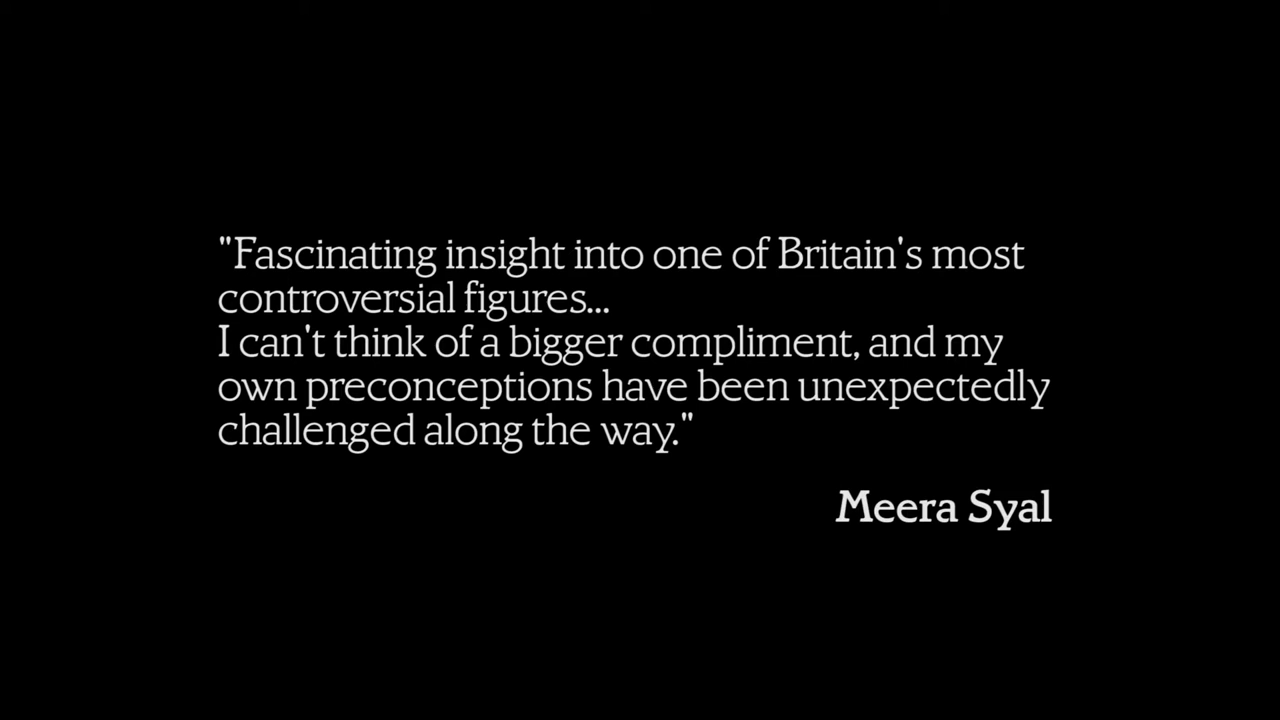 "Fascinating insight into one of Britain's most
controversial figures...
I can't think of a bigger compliment, and my
own preconceptions have been unexpectedly
challenged along the way."
Meera Syal